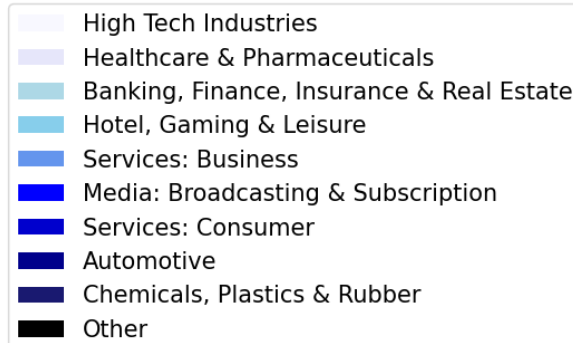 High Tech Industries
Healthcare & Pharmaceuticals
Banking, Finance, Insurance & Real Estate
Hotel, Gaming & Leisure
Services: Business
Media: Broadcasting & Subscription
Services: Consumer
Automotive
Chemicals, Plastics & Rubber
Other